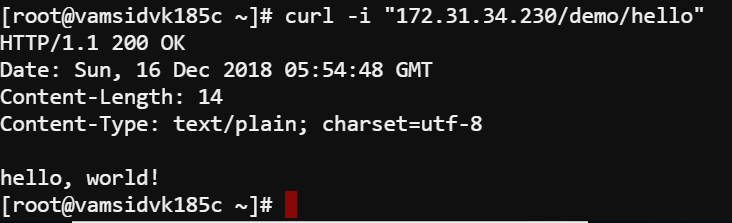 [root@vamsidvk185c ~]# curl -i "172.31.34.230/demo/hello"
HTTP/1.1 200 OK
Date: Sun, 16 Dec 2018 05:54:48 GMT
Content-Length: 14
Content-Type: text/plain; charset=utf-8

hello, world!
[root@vamsidvk185c ~]#